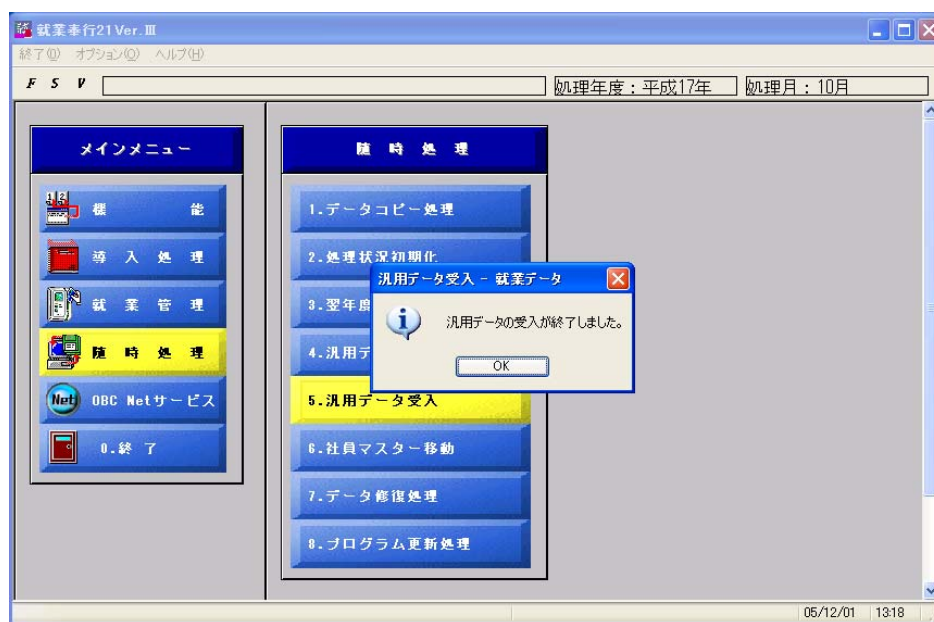 就業奉行21Ver.Ⅲ
終了(Q) オプション(O) ヘルプ(H)
F S V
処理年度：平成17年
処理月：10月
メインメニュー
機 能
導 入 処 理
就 業 管 理
随 時 処 理
Net OBC Netサービス
0.終 了
随 時 処 理
1.データコピー処理
2.処理状況初期化
3.翌年度
4.汎用デ
5.汎用データ受入
6.社員マスター移動
7.データ修復処理
8.プログラム更新処理
汎用データ受入 - 就業データ
汎用データの受入が終了しました。
OK
05/12/01 13:18